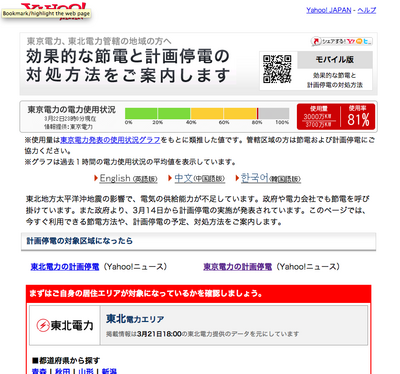 YAHOO!
Bookmark/highlight the web page
Yahoo! JAPAN - ヘルプ
東京電力、東北電力管轄の地域の方へ
効果的な節電と計画停電の
対処方法をご案内します
シェアする
モバイル版
効果的な節電と
計画停電の対処方法
東京電力の電力使用状況
3月22日23時9分現在
情報提供:東京電力
0 20 40 60 80 100%
使用量
3000万KW
3700万KW
使用率
81%
※使用量は東京電力発表の使用状況グラフをもとに類推した値です。管轄区域の方は節電および計画停電にご
協力ください。
※グラフは過去1時間の電力使用状況の平均値を表示しています。
English (英語版) 中文(中国語版) 한국어(韓国語版)
東北地方太平洋沖地震の影響で、電気の供給能力が不足しています。政府や電力会社でも節電を呼び
掛けています。また政府より、3月14日から計画停電の実施が発表されています。このページでは、
今すぐ利用できる節電方法や、計画停電の予定、対処方法をご案内します。
計画停電の対象区域になったら
東北電力の計画停電（Yahoo!ニュース）
東京電力の計画停電（Yahoo!ニュース）
まずはご自身の居住エリアが対象になっているかを確認しましょう。
東北電力
東北電力エリア
掲載情報は3月21日18:00の東北電力提供のデータを元にしています
■都道府県から探す
青森 | 秋田 | 山形 | 新潟